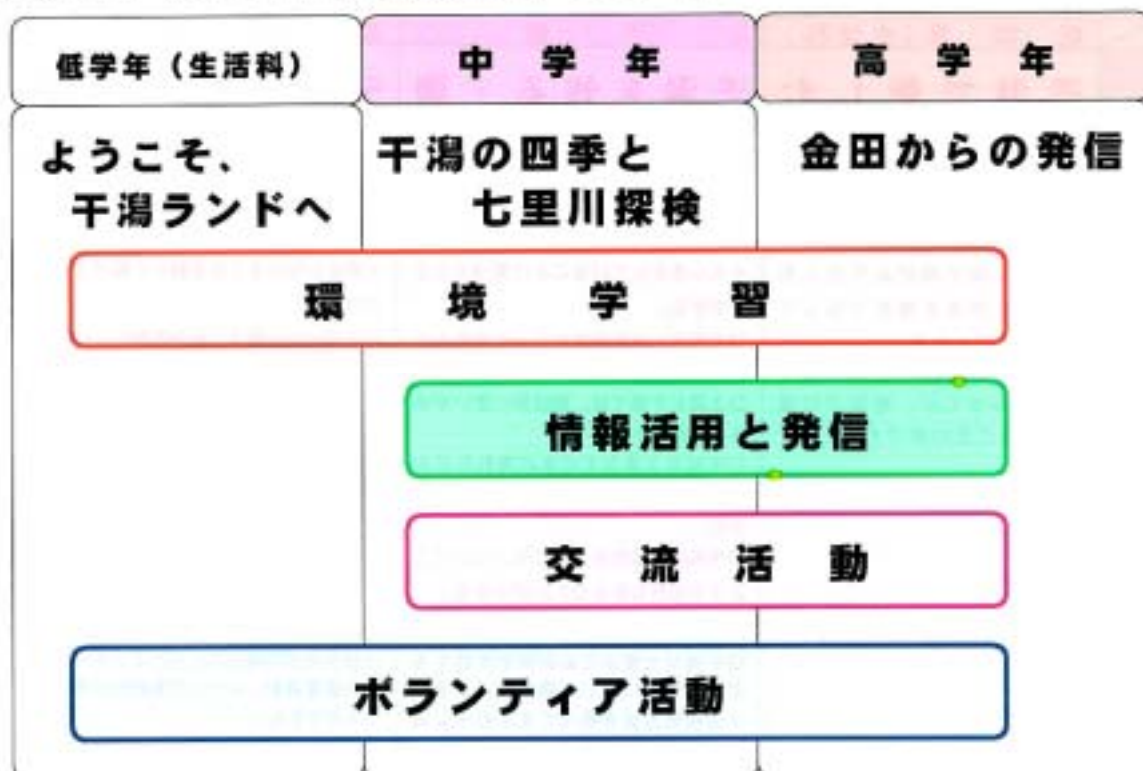 低学年（生活科）
中学年
高学年
ようこそ、
干潟ランドへ
干潟の四季と
七里川探検
金田からの発信
環境学習
情報活用と発信
交流活動
ボランティア活動